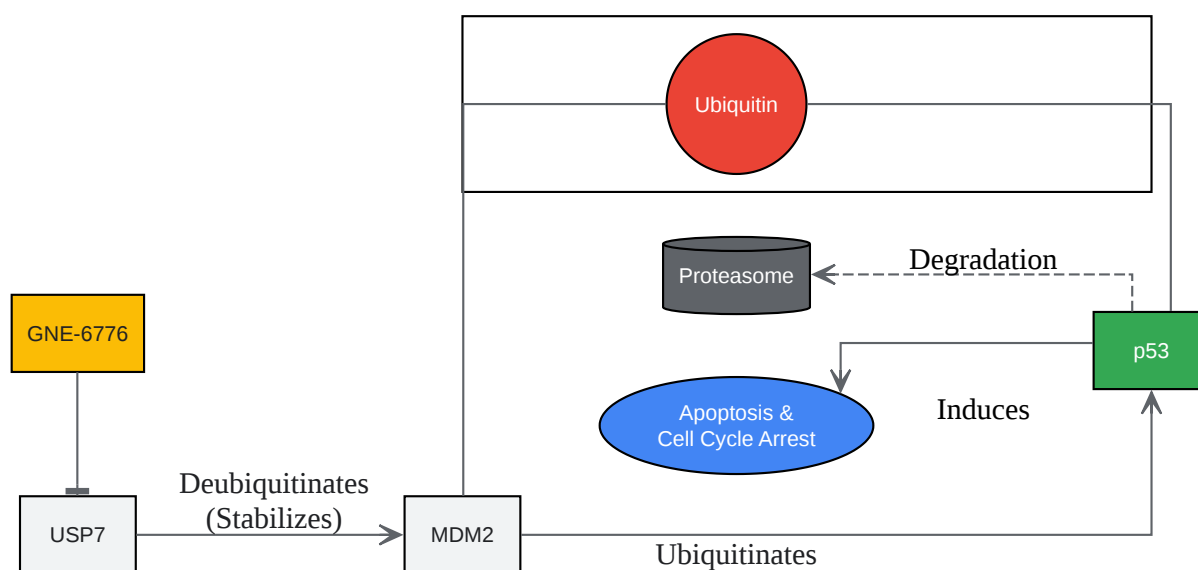 Ubiquitin
Degradation
Proteasome
GNE-6776
p53
Induces
Apoptosis &
Cell Cycle Arrest
Deubiquitinates
(Stabilizes)
USP7
MDM2
Ubiquitinates